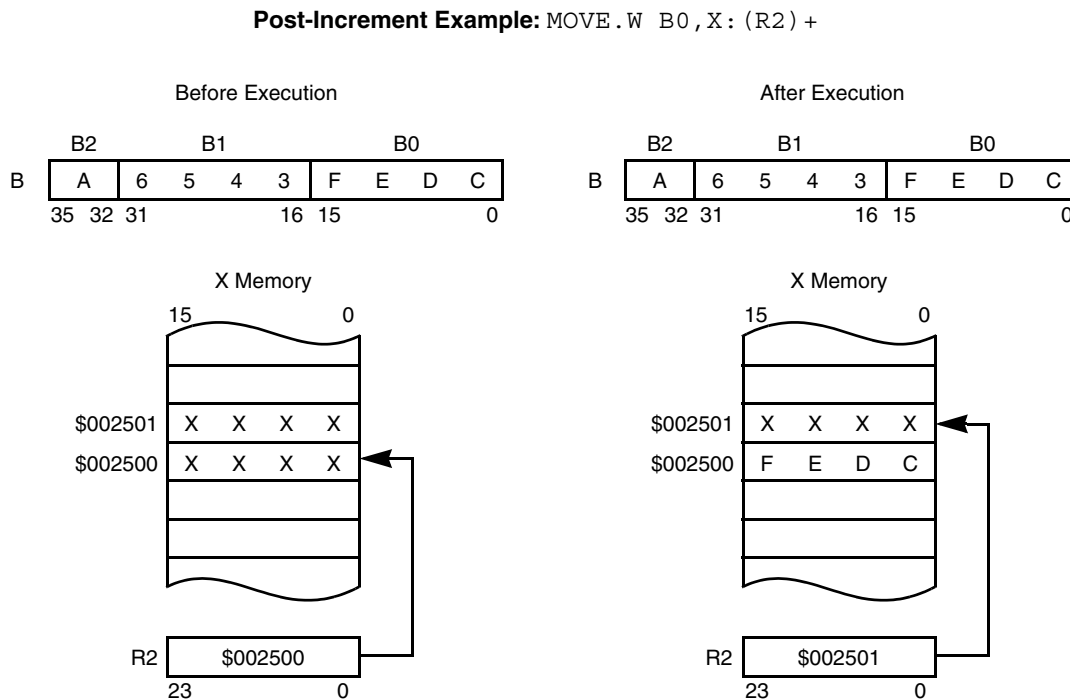 Post-Increment Example: MOVE.W B0,X:(R2)+
Before Execution
B2 B1 B0
B A 6 5 4 3 F E D C
35 32 31 16 15 0
X Memory
15 0
$002501 X X X X
$002500 X X X X
R2 $002500
23 0
After Execution
B2 B1 B0
B A 6 5 4 3 F E D C
35 32 31 16 15 0
X Memory
15 0
$002501 X X X X
$002500 F E D C
R2 $002501
23 0